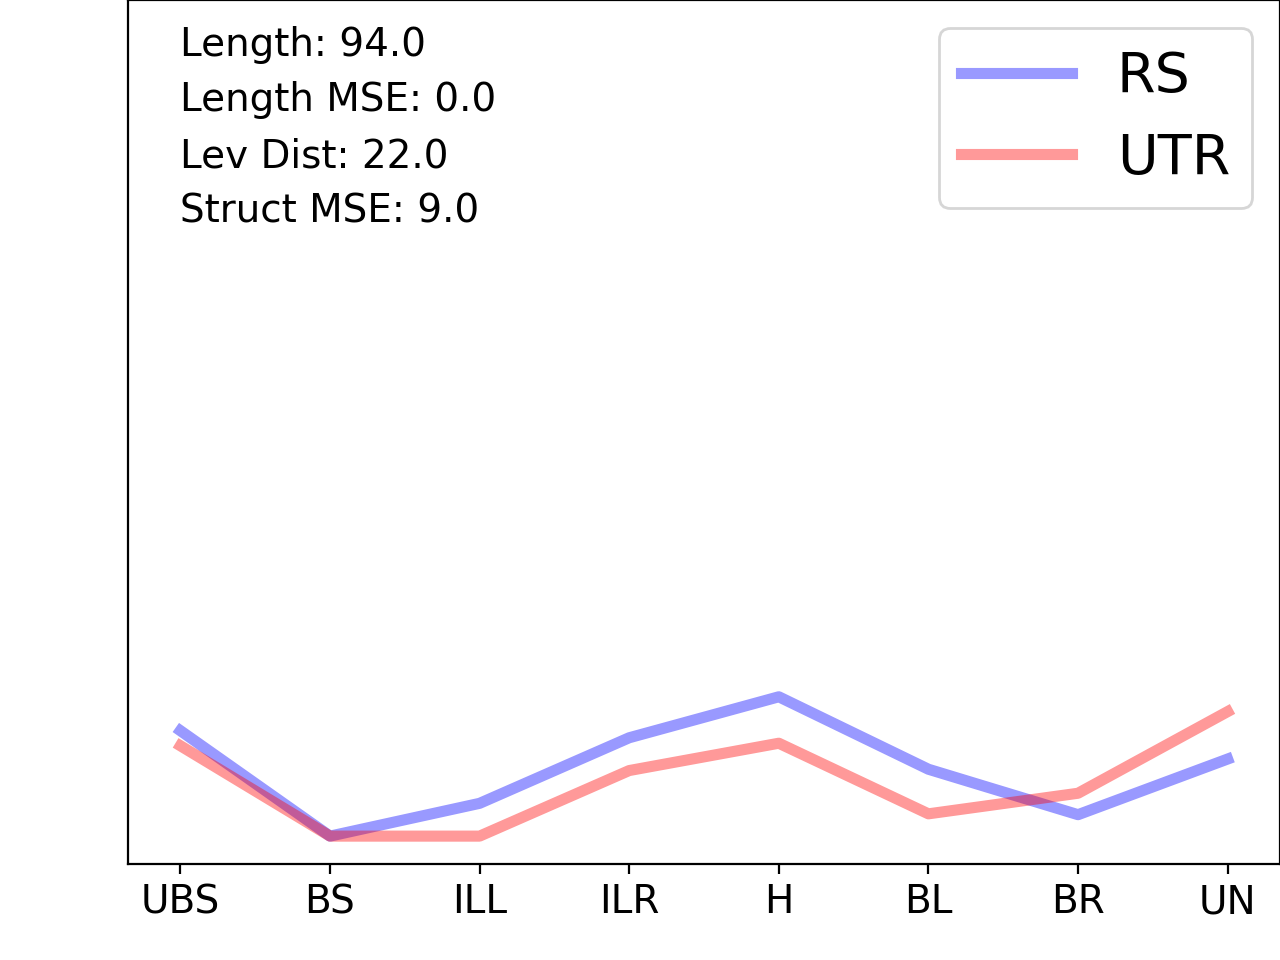 Length: 94.0
Length MSE: 0.0
Lev Dist: 22.0
Struct MSE: 9.0
RS
UTR
UBS BS ILL ILR H BL BR UN